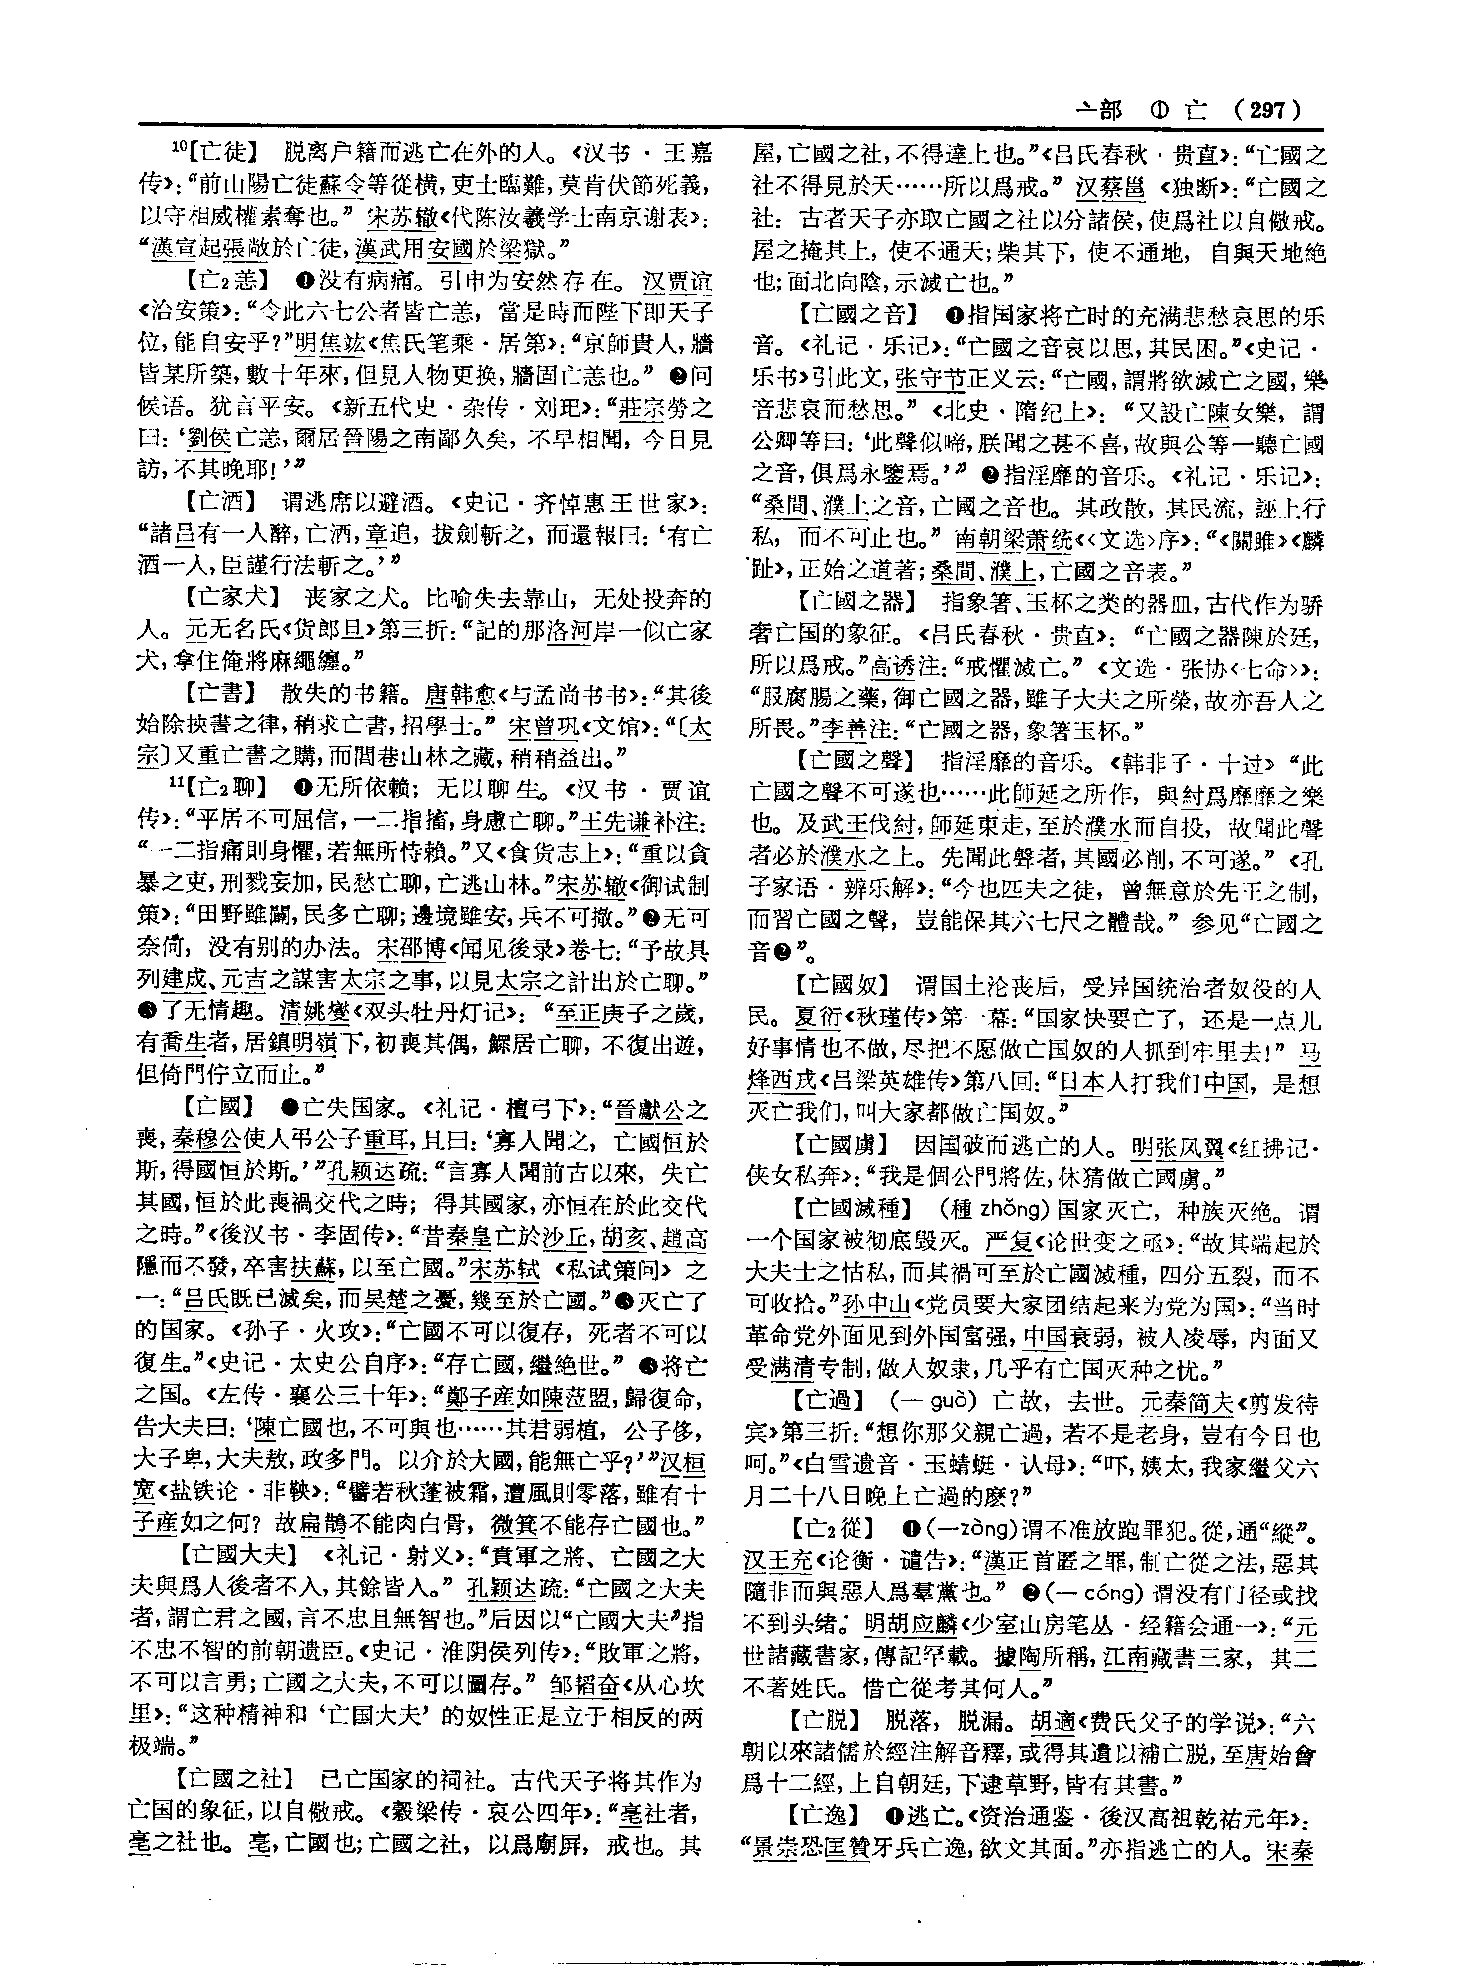 亠部　①　亡　（297）
¹⁰[亡徒】　脱离户籍而逃亡在外的人。《汉书·王嘉
传》：“前山陽亡徒蘇令等從横，吏士臨難，莫肯伏節死義，
以守相威權素奪也。”宋苏辙《代陈汝羲学士南京谢表》：
“漢宣起張敞於亡徒，漢武用安國於梁獄。”
【亡₂恙】　❶没有病痛。引申为安然存在。汉贾谊
《治安策》：“令此六七公者皆亡恙，當是時而陛下即天子
位，能自安乎？”明焦竑《焦氏笔乘·居第》：“京師貴人，牆
皆某所築，數十年來，但見人物更换，牆固亡恙也。”❷问
候语。犹言平安。《新五代史·杂传·刘玘》：“莊宗勞之
曰：‘劉侯亡恙，爾居晉陽之南鄙久矣，不早相聞，今日見
訪，不其晚耶！’”
【亡酒】　谓逃席以避酒。《史记·齐悼惠王世家》：
“諸吕有一人醉，亡酒，章追，拔劍斬之，而還報曰：‘有亡
酒一人，臣謹行法斬之。’”
【亡家犬】　丧家之犬。比喻失去靠山，无处投奔的
人。元无名氏《货郎旦》第三折：“記的那洛河岸一似亡家
犬，拿住俺將麻繩纏。”
【亡書】　散失的书籍。唐韩愈《与孟尚书书》：“其後
始除挾書之律，稍求亡書，招學士。”宋曾巩《文馆》：“〔太
宗〕又重亡書之購，而閭巷山林之藏，稍稍益出。”
¹¹[亡₂聊】　❶无所依赖；无以聊生。《汉书·贾谊
传》：“平居不可屈信，一二指搐，身慮亡聊。”王先谦补注：
“一二指痛則身懼，若無所恃賴。”又《食货志上》：“重以貪
暴之吏，刑戮妄加，民愁亡聊，亡逃山林。”宋苏辙《御试制
策》：“田野雖闢，民多亡聊；邊境雖安，兵不可撤。”❷无可
奈何，没有别的办法。宋邵博《闻见後录》卷七：“予故具
列建成、元吉之謀害太宗之事，以見太宗之計出於亡聊。”
❸了无情趣。清姚燮《双头牡丹灯记》：“至正庚子之歲，
有喬生者，居鎮明嶺下，初喪其偶，鰥居亡聊，不復出遊，
但倚門佇立而止。”
【亡國】　❶亡失国家。《礼记·檀弓下》：“晉獻公之
喪，秦穆公使人弔公子重耳，且曰：‘寡人聞之，亡國恒於
斯，得國恒於斯。’”孔颖达疏：“言寡人聞前古以來，失亡
其國，恒於此喪禍交代之時；得其國家，亦恒在於此交代
之時。”《後汉书·李固传》：“昔秦皇亡於沙丘，胡亥、趙高
隱而不發，卒害扶蘇，以至亡國。”宋苏轼《私试策问》之
一：“吕氏既已滅矣，而吴楚之憂，幾至於亡國。”❷灭亡了
的国家。《孙子·火攻》：“亡國不可以復存，死者不可以
復生。”《史记·太史公自序》：“存亡國，繼絶世。”❸将亡
之国。《左传·襄公三十年》：“鄭子産如陳莅盟，歸復命，
告大夫曰：‘陳亡國也，不可與也……其君弱植，公子侈，
大子卑，大夫敖，政多門。以介於大國，能無亡乎？’”汉桓
宽《盐铁论·非鞅》：“譬若秋蓬被霜，遭風則零落，雖有十
子産如之何？故扁鵲不能肉白骨，微箕不能存亡國也。”
【亡國大夫】　《礼记·射义》：“賁軍之將、亡國之大
夫與爲人後者不入，其餘皆入。”孔颖达疏：“亡國之大夫
者，謂亡君之國，言不忠且無智也。”后因以“亡國大夫”指
不忠不智的前朝遗臣。《史记·淮阴侯列传》：“敗軍之將，
不可以言勇；亡國之大夫，不可以圖存。”邹韬奋《从心坎
里》：“这种精神和‘亡国大夫’的奴性正是立于相反的两
极端。”
【亡國之社】　已亡国家的祠社。古代天子将其作为
亡国的象征，以自儆戒。《穀梁传·哀公四年》：“亳社者，
亳之社也。亳，亡國也；亡國之社，以爲廟屏，戒也。其
屋，亡國之社，不得達上也。”《吕氏春秋·贵直》：“亡國之
社不得見於天……所以爲戒。”汉蔡邕《独断》：“亡國之
社：古者天子亦取亡國之社以分諸侯，使爲社以自儆戒。
屋之掩其上，使不通天；柴其下，使不通地，自與天地絶
也；面北向陰，示滅亡也。”
【亡國之音】　❶指国家将亡时的充满悲愁哀思的乐
音。《礼记·乐记》：“亡國之音哀以思，其民困。”《史记·
乐书》引此文，张守节正义云：“亡國，謂將欲滅亡之國，樂
音悲哀而愁思。”《北史·隋纪上》：“又設亡陳女樂，謂
公卿等曰：‘此聲似啼，朕聞之甚不喜，故與公等一聽亡國
之音，俱爲永鑒焉。’”❷指淫靡的音乐。《礼记·乐记》：
“桑間、濮上之音，亡國之音也。其政散，其民流，誣上行
私，而不可止也。”南朝梁萧统《〈文选〉序》：“《關雎》《麟
趾》，正始之道著；桑間、濮上，亡國之音表。”
【亡國之器】　指象箸、玉杯之类的器皿，古代作为骄
奢亡国的象征。《吕氏春秋·贵直》：“亡國之器陳於廷，
所以爲戒。”高诱注：“戒懼滅亡。”《文选·张协〈七命〉》：
“服腐腸之藥，御亡國之器，雖子大夫之所榮，故亦吾人之
所畏。”李善注：“亡國之器，象箸玉杯。”
【亡國之聲】　指淫靡的音乐。《韩非子·十过》“此
亡國之聲不可遂也……此師延之所作，與紂爲靡靡之樂
也。及武王伐紂，師延東走，至於濮水而自投，故聞此聲
者必於濮水之上。先聞此聲者，其國必削，不可遂。”《孔
子家语·辨乐解》：“今也匹夫之徒，曾無意於先王之制，
而習亡國之聲，豈能保其六七尺之體哉。”参见“亡國之
音❷”。
【亡國奴】　谓国土沦丧后，受异国统治者奴役的人
民。夏衍《秋瑾传》第一幕：“国家快要亡了，还是一点儿
好事情也不做，尽把不愿做亡国奴的人抓到牢里去！”马
烽西戎《吕梁英雄传》第八回：“日本人打我们中国，是想
灭亡我们，叫大家都做亡国奴。”
【亡國虜】　因国破而逃亡的人。明张凤翼《红拂记·
侠女私奔》：“我是個公門將佐，休猜做亡國虜。”
【亡國滅種】　（種 zhǒng）国家灭亡，种族灭绝。谓
一个国家被彻底毁灭。严复《论世变之亟》：“故其端起於
大夫士之怙私，而其禍可至於亡國滅種，四分五裂，而不
可收拾。”孙中山《党员要大家团结起来为党为国》：“当时
革命党外面见到外国富强，中国衰弱，被人凌辱，内面又
受满清专制，做人奴隶，几乎有亡国灭种之忧。”
【亡過】　（一 guò）亡故，去世。元秦简夫《剪发待
宾》第三折：“想你那父親亡過，若不是老身，豈有今日也
呵。”《白雪遗音·玉蜻蜓·认母》：“吓，姨太，我家繼父六
月二十八日晚上亡過的麽？”
【亡₂從】　❶（一zòng）谓不准放跑罪犯。從，通“縱”。
汉王充《论衡·谴告》：“漢正首匿之罪，制亡從之法，惡其
隨非而與惡人爲羣黨也。”❷（一 cóng）谓没有门径或找
不到头绪。明胡应麟《少室山房笔丛·经籍会通一》：“元
世諸藏書家，傳記罕載。據陶所稱，江南藏書三家，其二
不著姓氏。惜亡從考其何人。”
【亡脱】　脱落，脱漏。胡適《费氏父子的学说》：“六
朝以來諸儒於經注解音釋，或得其遺以補亡脱，至唐始會
爲十二經，上自朝廷，下逮草野，皆有其書。”
【亡逸】　❶逃亡。《资治通鉴·後汉高祖乾祐元年》：
“景崇恐匡贊牙兵亡逸，欲文其面。”亦指逃亡的人。宋秦